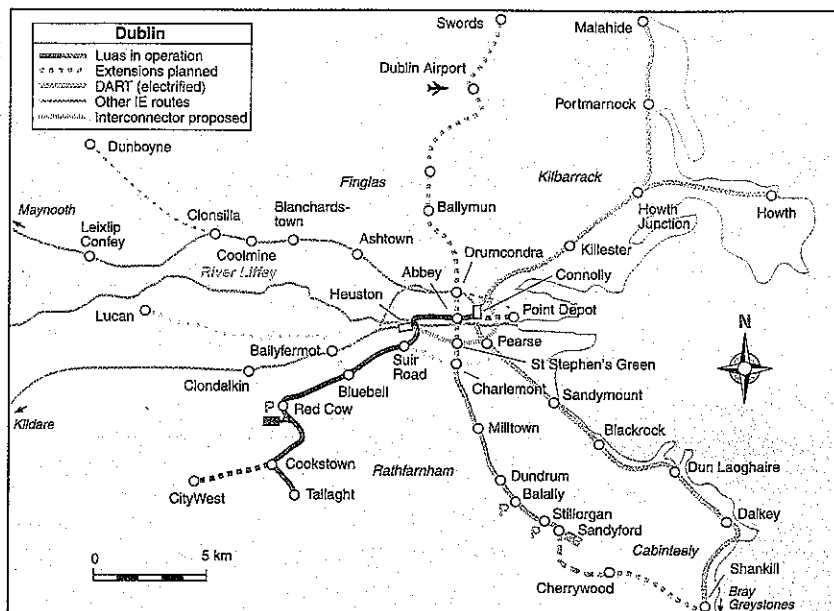 Dublin
Luas in operation
Extensions planned
DART (electrified)
Other IE routes
Interconnector proposed
Swords
Malahide
Dublin Airport
Portmarnock
Dunboyne
Finglas
Kilbarrack
Maynooth
Clonsilla
Blanchards-
town
Ballymun
Leixlip
Confey
Coolmine
Ashtown
Howth
Junction
Howth
Drumcondra
Killester
River Liffey
Abbey
Connolly
Heuston
Lucan
Point Depot
N
Ballyfermot
Suir
Road
Pearse
St Stephen's Green
Clondalkin
Bluebell
Charlemont
Sandymount
Kildare
P
Red Cow
Milltown
Blackrock
Cookstown
Rathfarnham
Dun Laoghaire
CityWest
Tallaght
Dundrum
Balally
P
Stillorgan
Dalkey
P
Sandyford
Cabinteely
0
5 km
Cherrywood
Shankill
Bray
Greystones